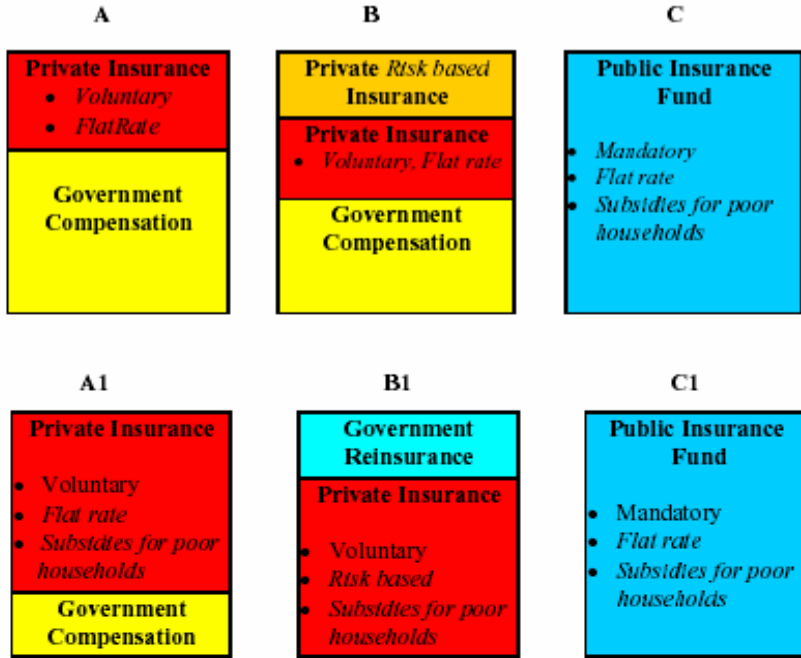 A
B
C
Private Insurance
• Voluntary
• FlatRate
Government
Compensation
Private Risk based
Insurance
Private Insurance
• Voluntary, Flat rate
Government
Compensation
Public Insurance
Fund
• Mandatory
• Flat rate
• Subsidies for poor
households
A1
B1
C1
Private Insurance
• Voluntary
• Flat rate
• Subsidies for poor
households
Government
Compensation
Government
Reinsurance
Private Insurance
• Voluntary
• Risk based
• Subsidies for poor
households
Public Insurance
Fund
• Mandatory
• Flat rate
• Subsidies for poor
households